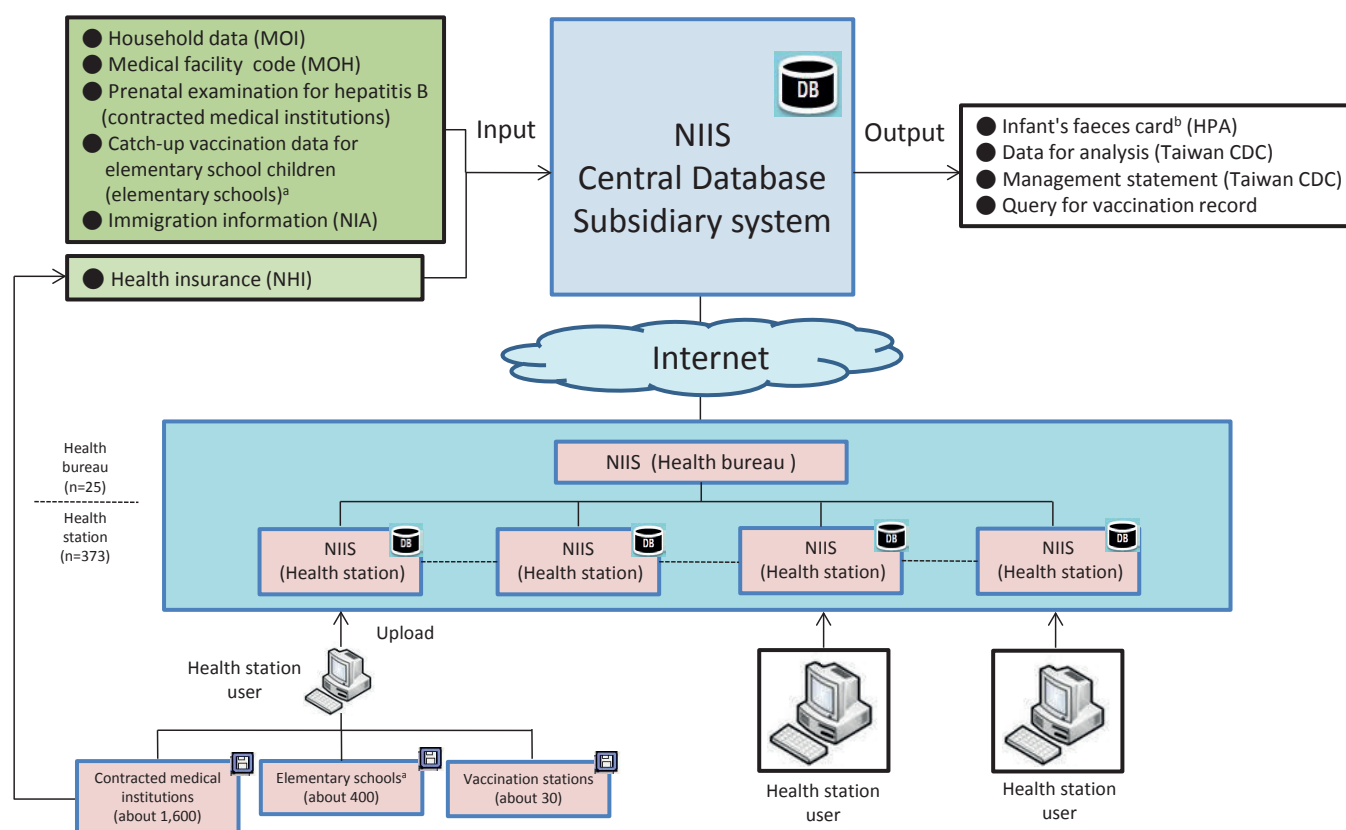 ● Household data (MOI)
● Medical facility code (MOH)
● Prenatal examination for hepatitis B
(contracted medical institutions)
● Catch-up vaccination data for
elementary school children
(elementary schools)ᵃ
● Immigration information (NIA)
● Health insurance (NHI)
Input
DB
NIIS
Central Database
Subsidiary system
Output
● Infant's faeces cardᵇ (HPA)
● Data for analysis (Taiwan CDC)
● Management statement (Taiwan CDC)
● Query for vaccination record
Internet
Health
bureau
(n=25)
Health
station
(n=373)
NIIS (Health bureau )
DB
NIIS
(Health station)
DB
NIIS
(Health station)
DB
NIIS
(Health station)
DB
NIIS
(Health station)
Upload
Health station
user
Contracted medical
institutions
(about 1,600)
Elementary schoolsᵃ
(about 400)
Vaccination stations
(about 30)
Health station
user
Health station
user